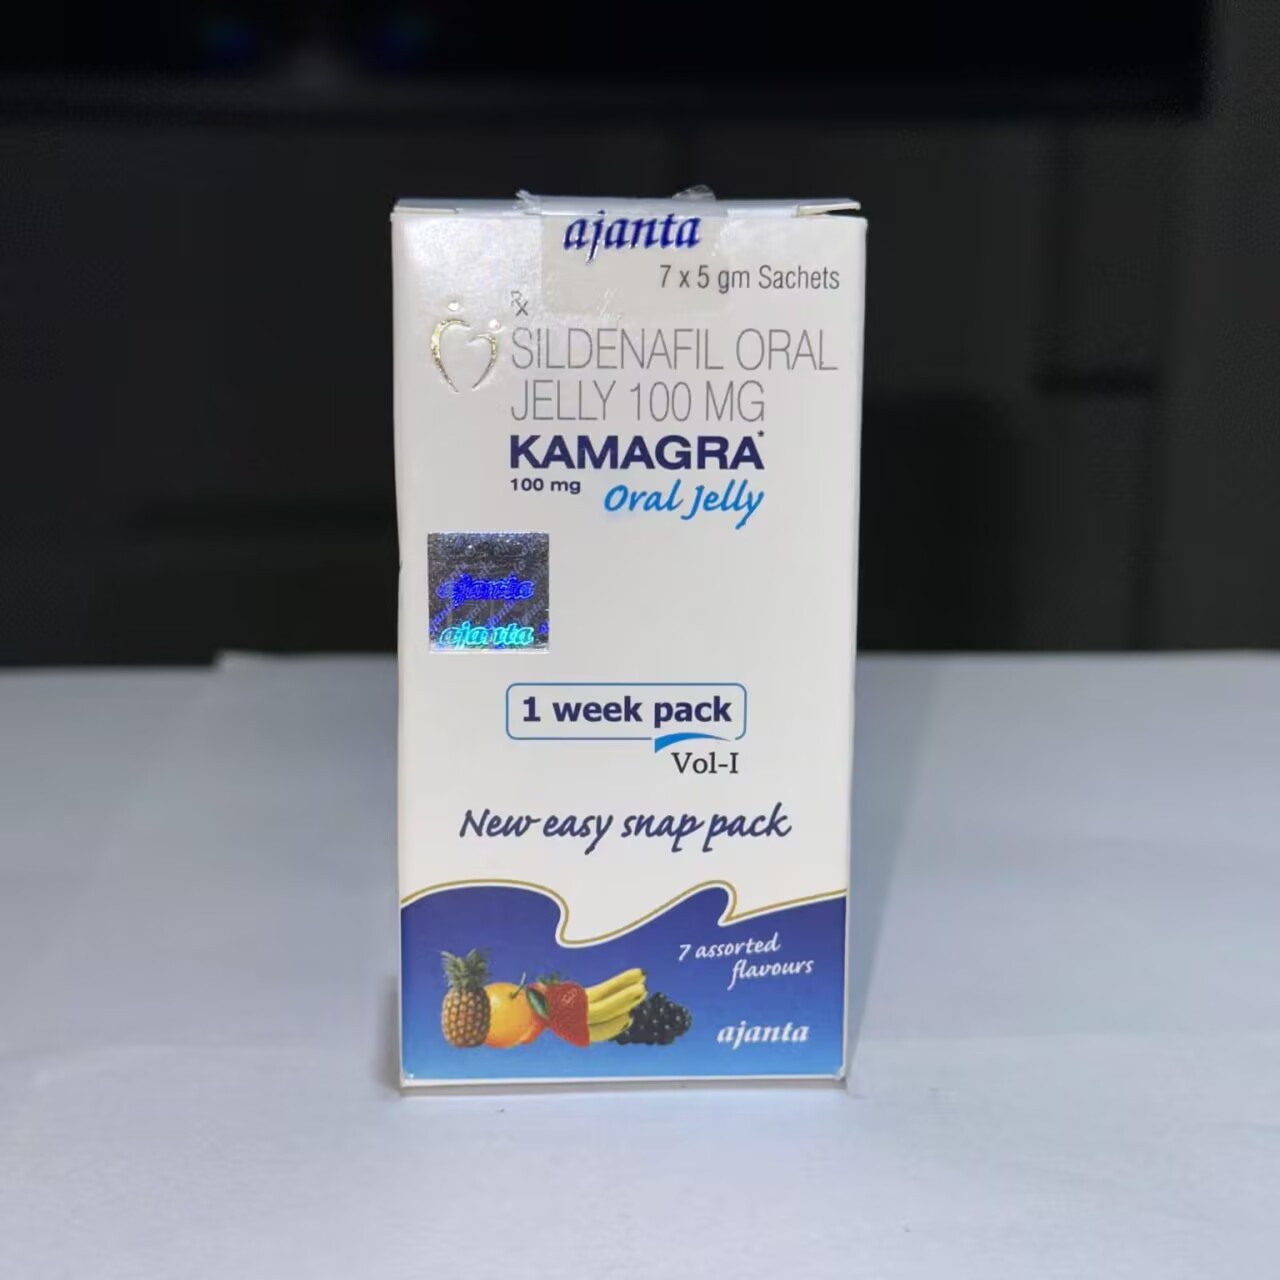 ajanta
7 x 5 gm Sachets
Rx
SILDENAFIL ORAL
JELLY 100 MG
KAMAGRA*
100 mg Oral Jelly
ajanta
ajanta
1 week pack
Vol-I
New easy snap pack
7 assorted
flavours
ajanta